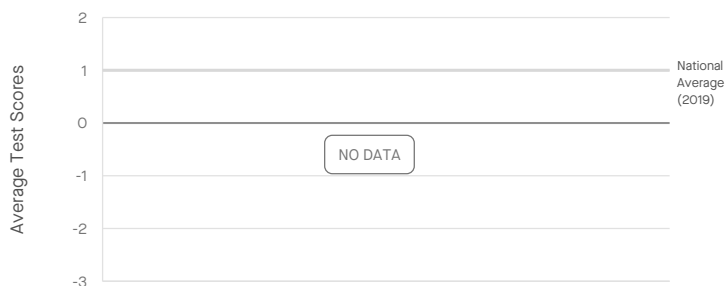 2
1
0
-1
-2
-3
Average Test Scores
National
Average
(2019)
NO DATA